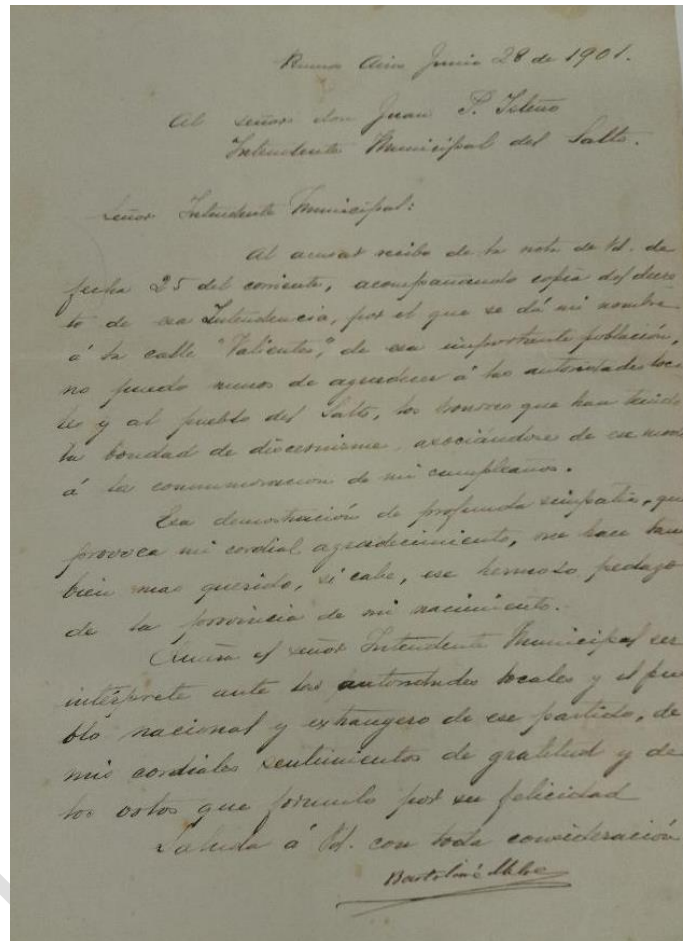 Buenos Aires Junio 28 de 1901.
Al señor don Juan P. Isleño
Intendente Municipal del Salto.
Señor Intendente Municipal:
Al acusar recibo de la nota de Ud. de
fecha 25 del corriente, acompañando copia del decre
to de esa Intendencia, por el que se dá mi nombre
á la calle "Valientes", de esa importante población,
no puedo menos de agradecer á las autoridades loca
les y al pueblo del Salto, los honores que han tenido
la bondad de discernirme, asociándose de ese modo
á la conmemoracion de mi cumpleaños.
Esa demostración de profunda simpatía, que
provoca mi cordial agradecimiento, me hace tam
bien mas querido, si cabe, ese hermoso pedazo
de la provincia de mi nacimiento.
Quiera el señor Intendente Municipal ser
intérprete ante las autoridades locales y el pue
blo nacional y extrangero de ese partido, de
mis cordiales sentimientos de gratitud y de
los votos que formulo por su felicidad
Saluda á Ud. con toda consideración
Bartolomé Mitre